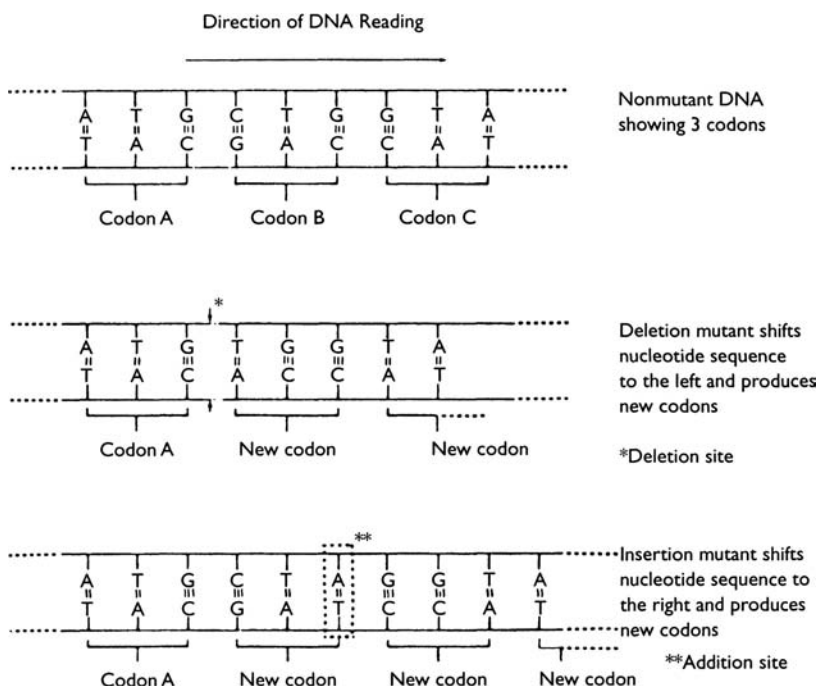 Direction of DNA Reading
A T G C T G G T A
T A C G A C C A T
Nonmutant DNA
showing 3 codons
Codon A Codon B Codon C
*
A T G T G G T A
T A C A C C A T
Deletion mutant shifts
nucleotide sequence
to the left and produces
new codons
Codon A New codon New codon
*Deletion site
**
A T G C T A G G T A
T A C G A T C C A T
Insertion mutant shifts
nucleotide sequence to
the right and produces
new codons
Codon A New codon New codon New codon
**Addition site